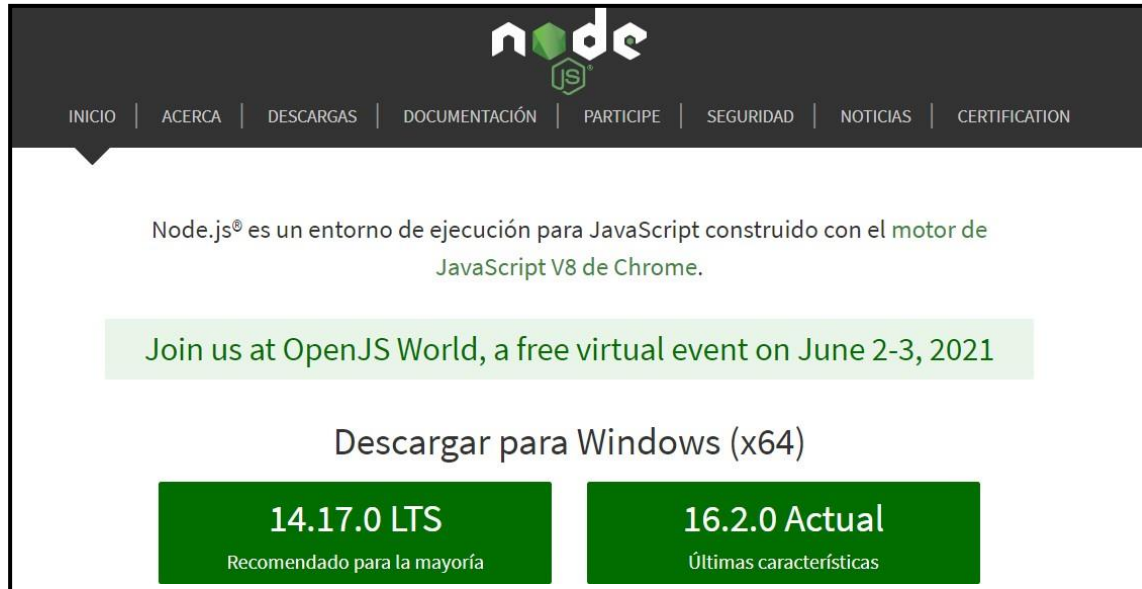 node
JS®
INICIO | ACERCA | DESCARGAS | DOCUMENTACIÓN | PARTICIPE | SEGURIDAD | NOTICIAS | CERTIFICATION
Node.js® es un entorno de ejecución para JavaScript construido con el motor de
JavaScript V8 de Chrome.
Join us at OpenJS World, a free virtual event on June 2-3, 2021
Descargar para Windows (x64)
14.17.0 LTS
Recomendado para la mayoría
16.2.0 Actual
Últimas características